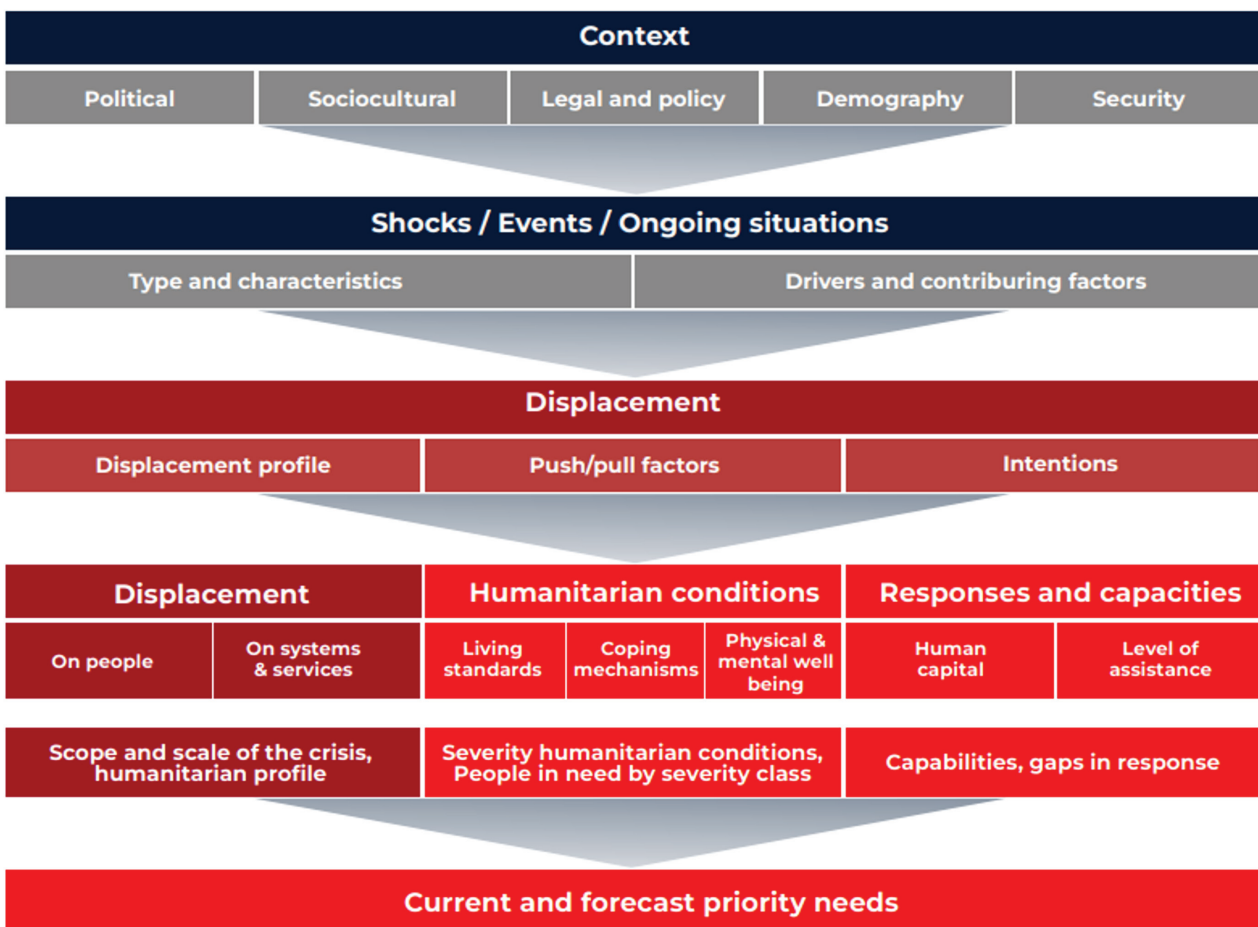 Context
Political
Sociocultural
Legal and policy
Demography
Security
Shocks / Events / Ongoing situations
Type and characteristics
Drivers and contriburing factors
Displacement
Displacement profile
Push/pull factors
Intentions
Displacement
Humanitarian conditions
Responses and capacities
On people
On systems
& services
Living
standards
Coping
mechanisms
Physical &
mental well
being
Human
capital
Level of
assistance
Scope and scale of the crisis,
humanitarian profile
Severity humanitarian conditions,
People in need by severity class
Capabilities, gaps in response
Current and forecast priority needs